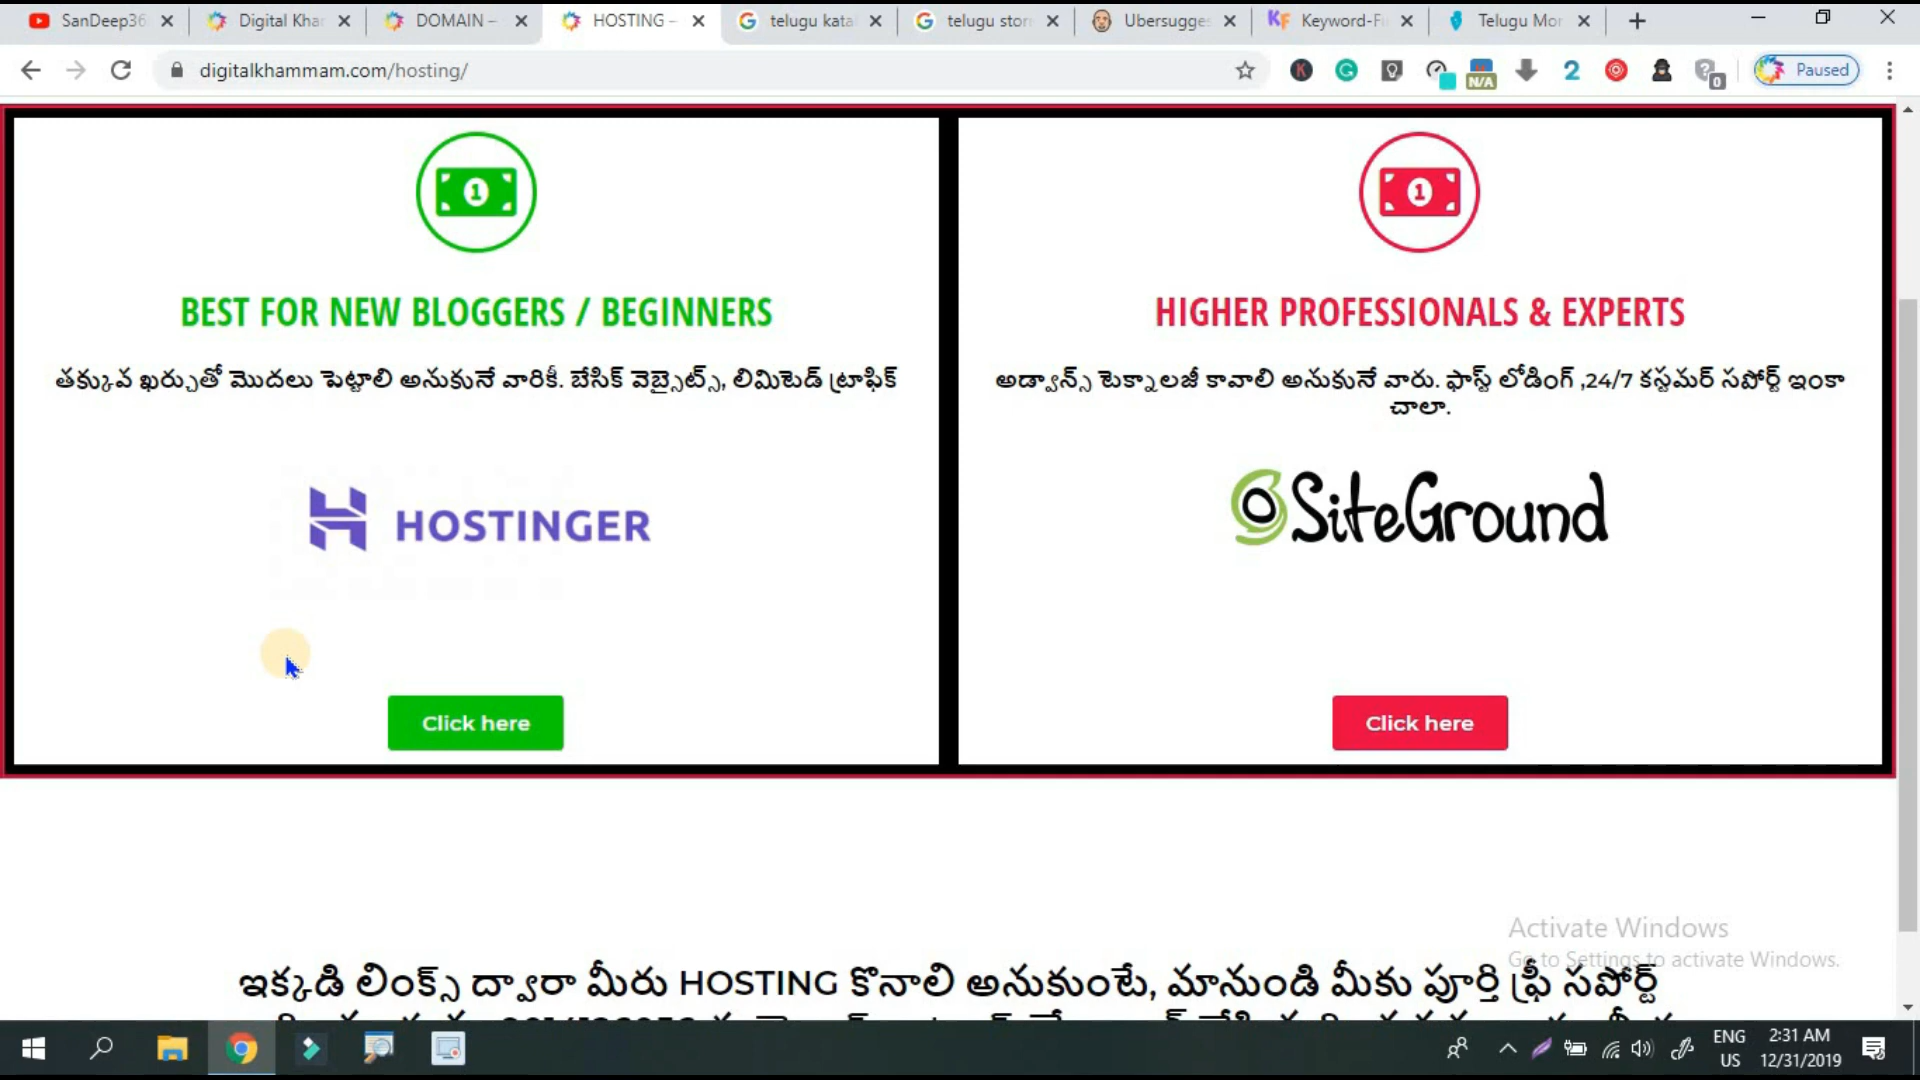 SanDeep36
Digital Kha
DOMAIN –
HOSTING –
telugu kata
telugu stor
Ubersugge
Keyword-Fi
Telugu Mor
digitalkhammam.com/hosting/
N/A
2
0
Paused
BEST FOR NEW BLOGGERS / BEGINNERS
తక్కువ ఖర్చుతో మొదలు పెట్టాలి అనుకునే వారికీ. బేసిక్ వెబ్సైట్స్, లిమిటెడ్ ట్రాఫిక్
HOSTINGER
Click here
HIGHER PROFESSIONALS & EXPERTS
అడ్వాన్స్ టెక్నాలజీ కావాలి అనుకునే వారు. ఫాస్ట్ లోడింగ్ ,24/7 కస్టమర్ సపోర్ట్ ఇంకా
చాలా.
SiteGround
Click here
Activate Windows
Go to Settings to activate Windows.
ఇక్కడి లింక్స్ ద్వారా మీరు HOSTING కొనాలి అనుకుంటే, మానుండి మీకు పూర్తి ఫ్రీ సపోర్ట్
ENG
US
2:31 AM
12/31/2019